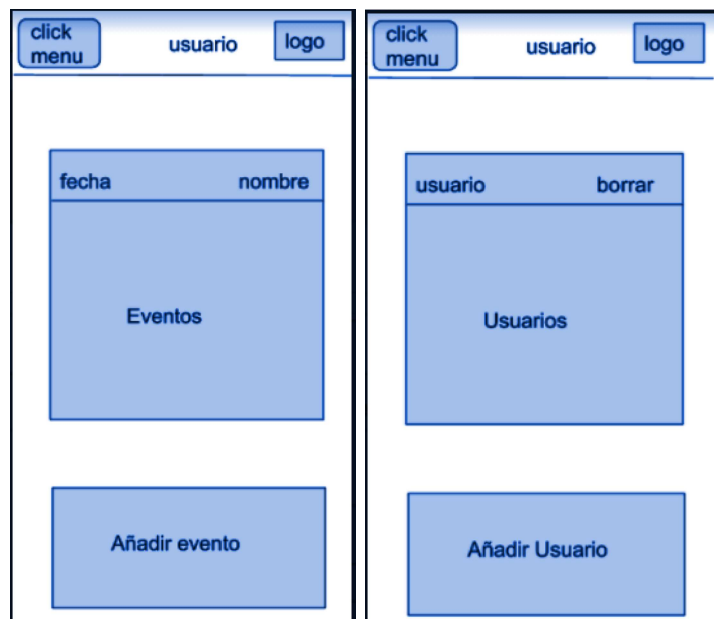 click
menu
usuario
logo
fecha
nombre
Eventos
Añadir evento
click
menu
usuario
logo
usuario
borrar
Usuarios
Añadir Usuario